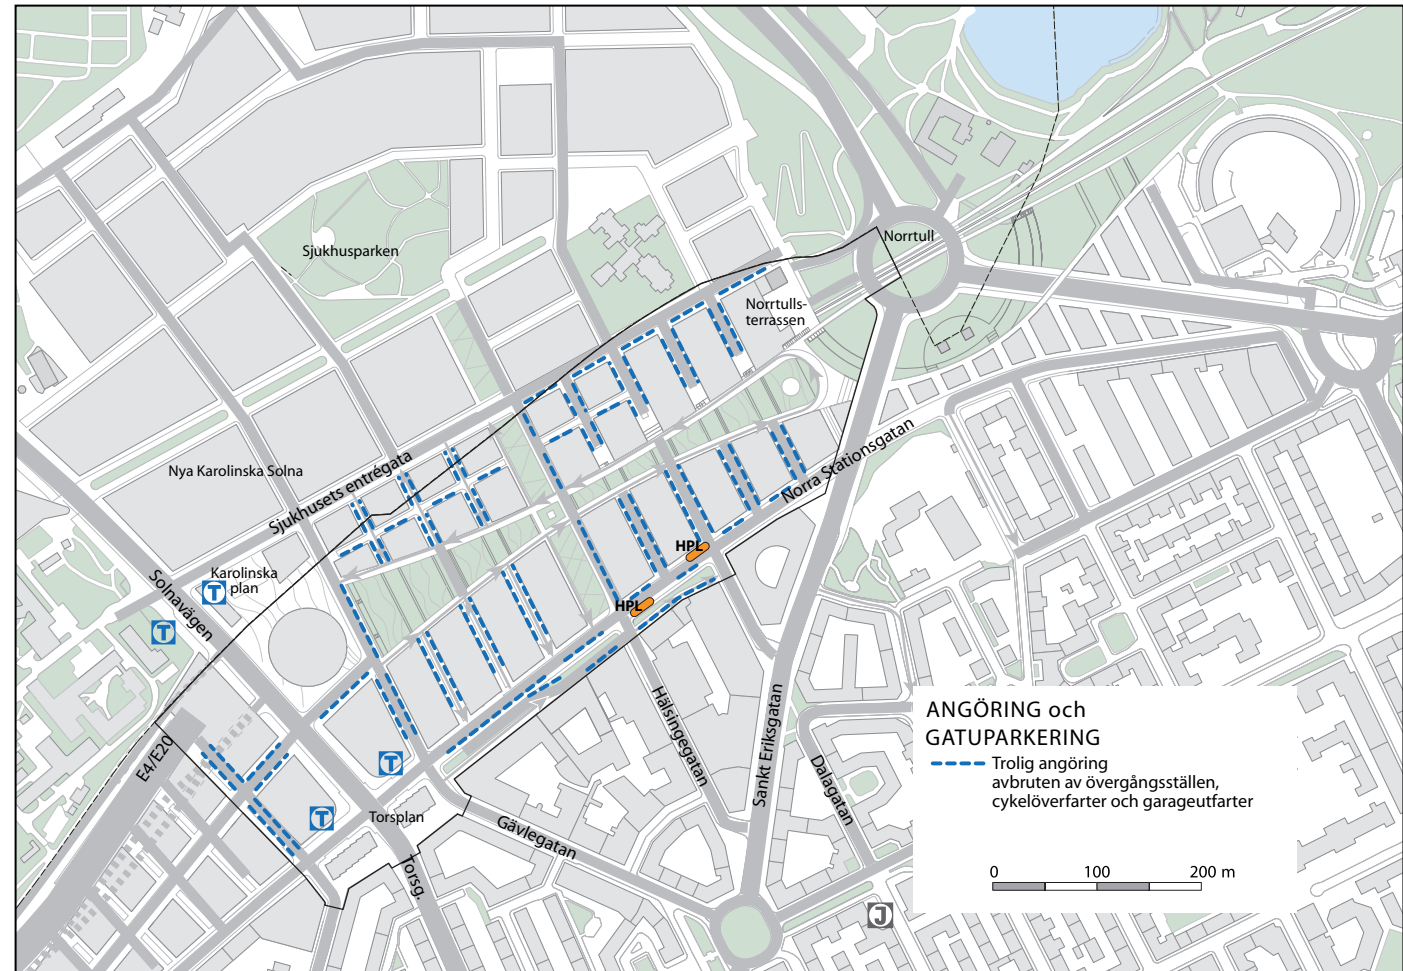 Norrtull
Sjukhusparken
Norrtulls-
terrassen
Norra Stationsgatan
Nya Karolinska Solna
Sjukhusets entrégata
HPL
Karolinska
plan
T
Solnavägen
T
HPL
Hälsingegatan
Sankt Eriksgatan
E4/E20
T
Dalagatan
T
Torsplan
Gävlegatan
Torsg.
ANGÖRING och
GATUPARKERING
Trolig angöring
avbruten av övergångsställen,
cykelöverfarter och garageutfarter
0 100 200 m
J